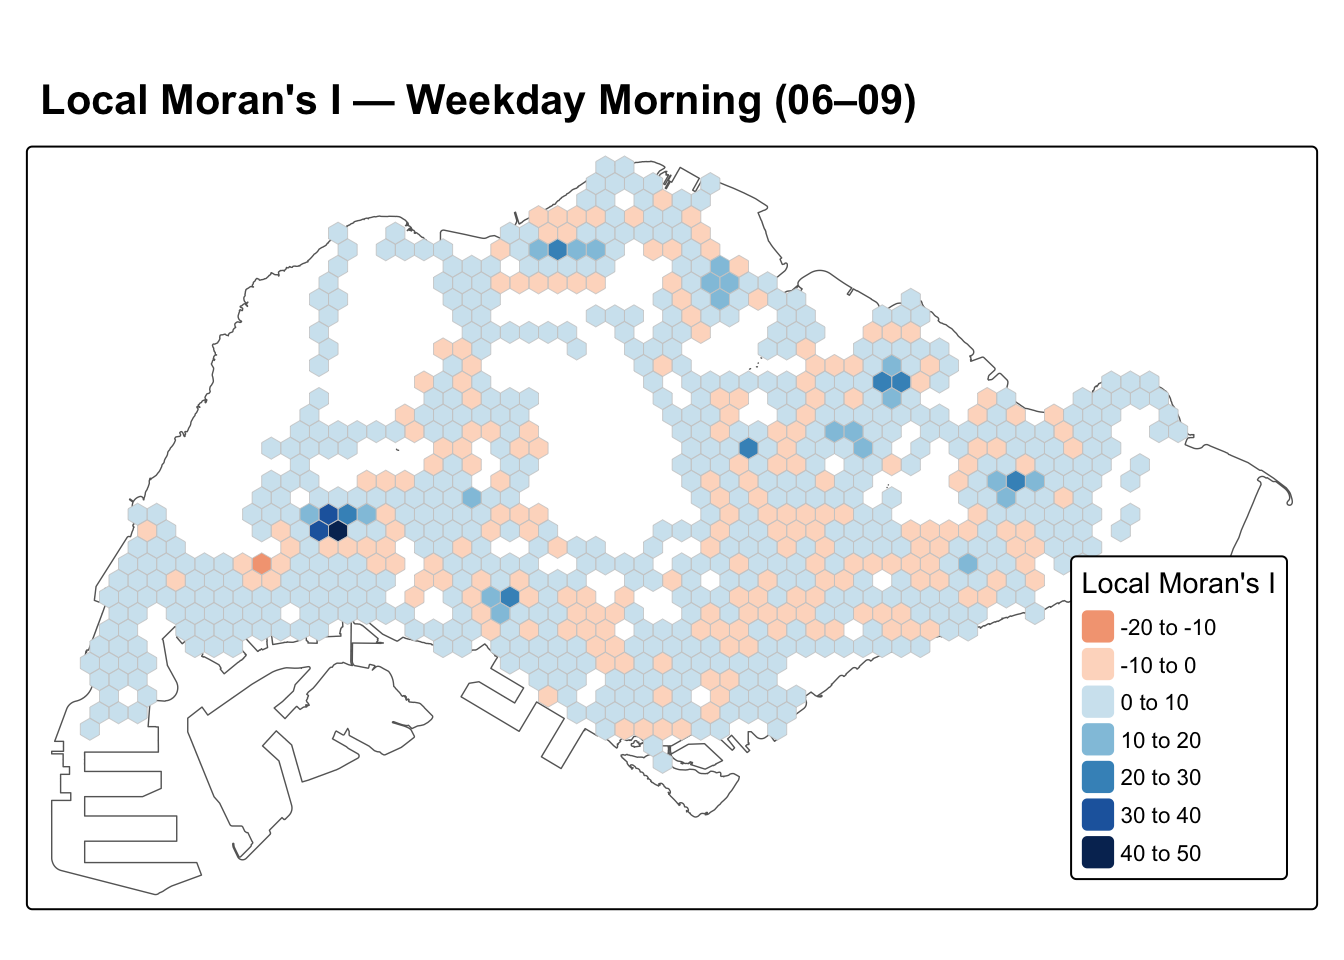 Local Moran's I — Weekday Morning (06–09)
Local Moran's I
-20 to -10
-10 to 0
0 to 10
10 to 20
20 to 30
30 to 40
40 to 50